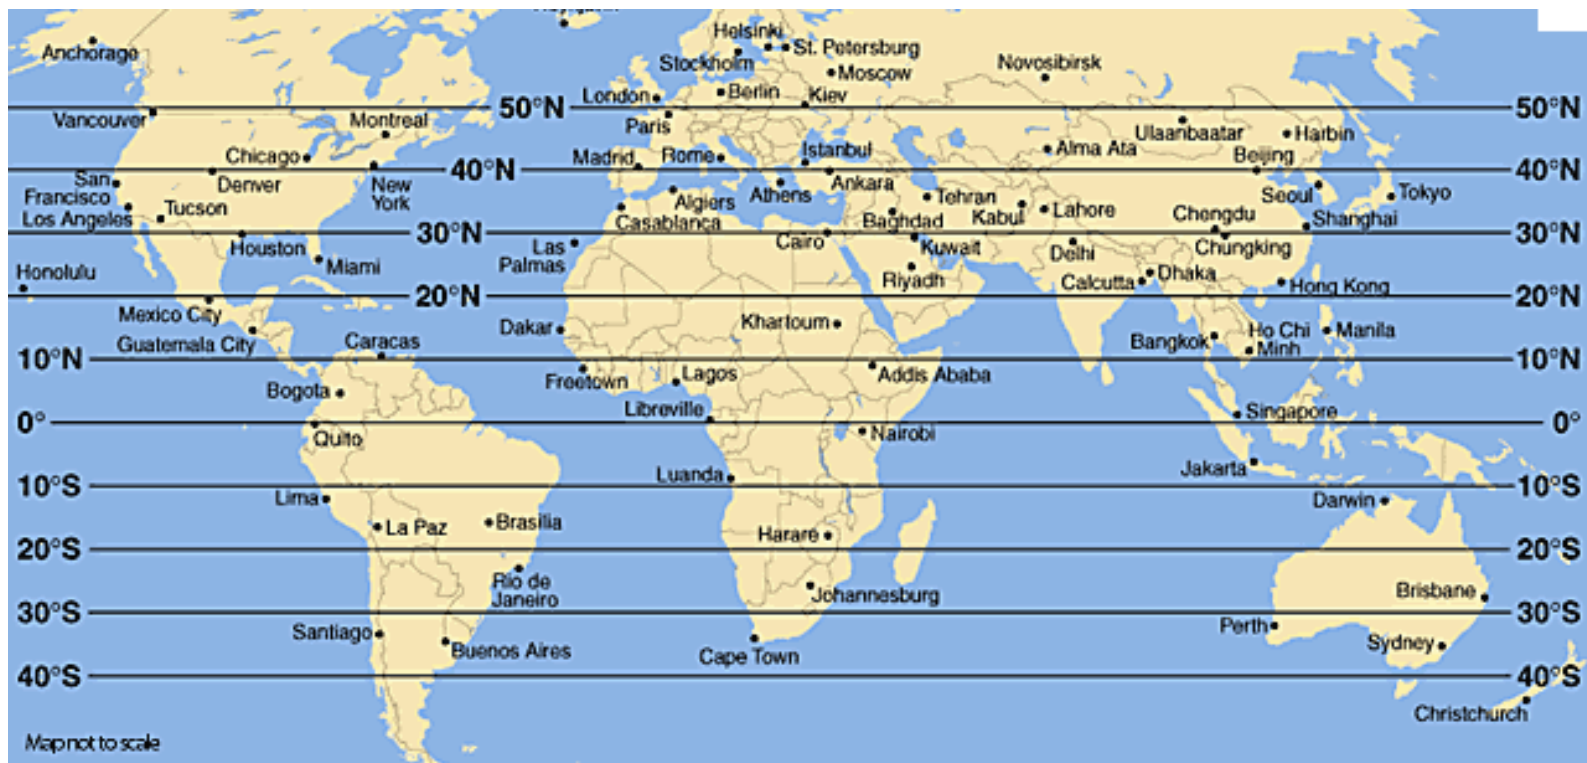 Helsinki
St. Petersburg
Anchorage
Stockholm
Moscow
Novosibirsk
London
Berlin
Kiev
50°N
50°N
Vancouver
Montreal
Paris
Ulaanbaatar
Harbin
Chicago
Madrid
Rome
Istanbul
Alma Ata
Beijing
40°N
40°N
San
Francisco
Denver
New
York
Algiers
Athens
Ankara
Tehran
Seoul
Tokyo
Los Angeles
Tucson
Casablanca
Baghdad
Kabul
Lahore
Chengdu
Shanghai
30°N
30°N
Houston
Las
Palmas
Cairo
Kuwait
Delhi
Chungking
Honolulu
Miami
Riyadh
Calcutta
Dhaka
Hong Kong
20°N
20°N
Mexico City
Guatemala City
Caracas
Dakar
Khartoum
Bangkok
Ho Chi
Minh
Manila
10°N
10°N
Bogota
Freetown
Lagos
Addis Ababa
Libreville
Singapore
0°
0°
Quito
Nairobi
Luanda
Jakarta
10°S
10°S
Lima
Darwin
La Paz
Brasilia
Harare
20°S
20°S
Rio de
Janeiro
Johannesburg
Brisbane
30°S
30°S
Santiago
Buenos Aires
Cape Town
Perth
Sydney
40°S
40°S
Christchurch
Map not to scale